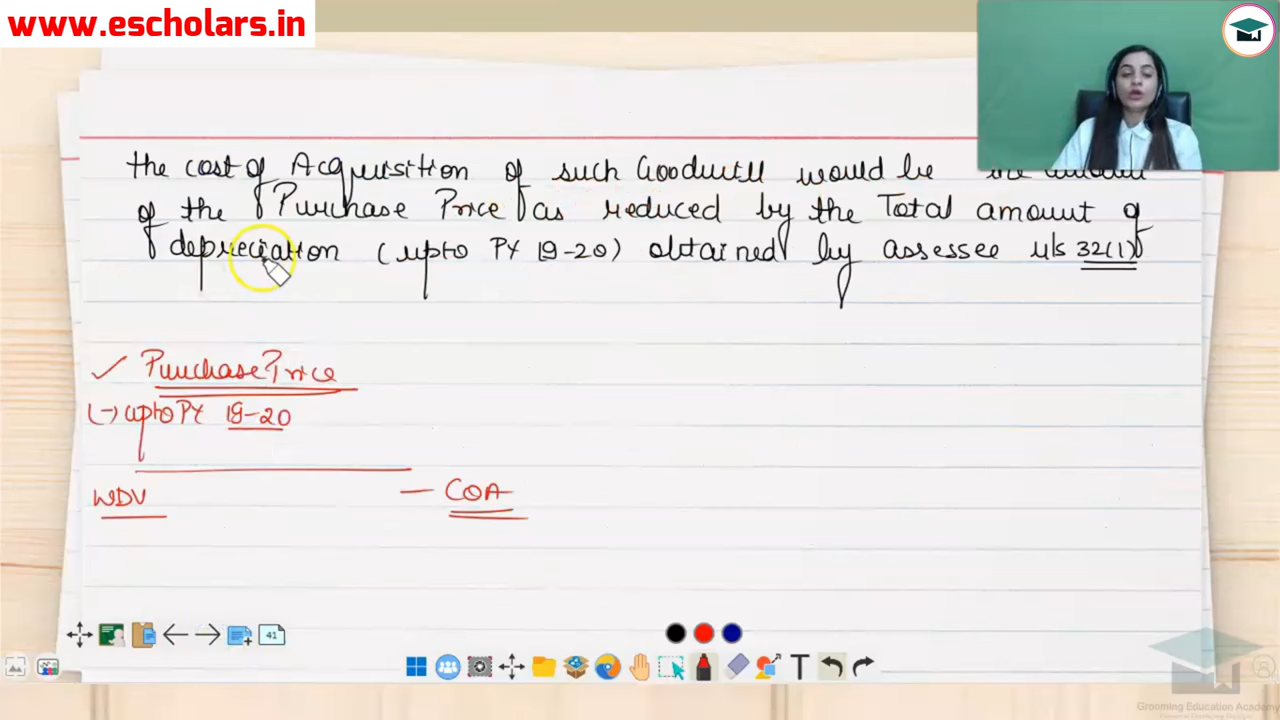 www.escholars.in
the cost of Acquisition of such Goodwill would be the amount
of the Purchase Price as reduced by the Total amount of
depreciation (upto PY 19-20) obtained by assessee u/s 32(1)
✓ Purchase Price
(-) upto PY 19-20
WDV — COA
41
T
Grooming Education Academy